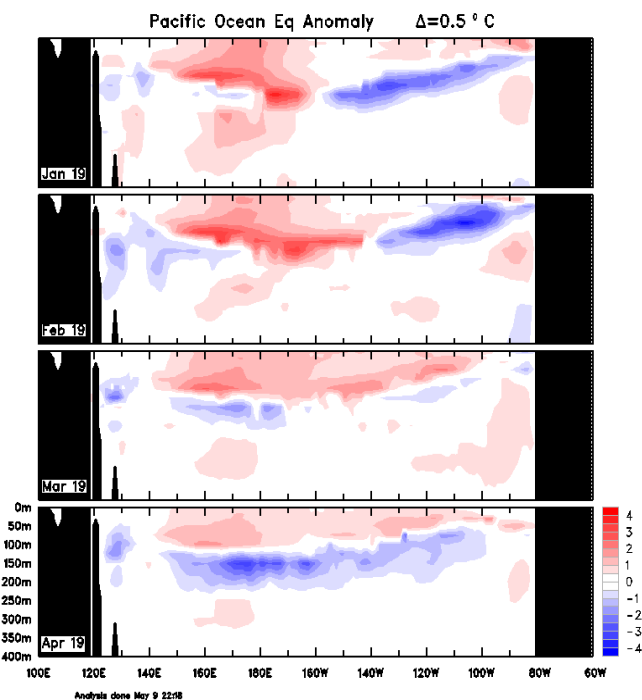 Pacific Ocean Eq Anomaly Δ=0.5 ° C
Jan 19
Feb 19
Mar 19
0m
50m
100m
150m
200m
250m
300m
350m
400m
Apr 19
4
3
2
1
0
-1
-2
-3
-4
100E 120E 140E 160E 180E 160W 140W 120W 100W 80W 60W
Analysis done May 9 22:18